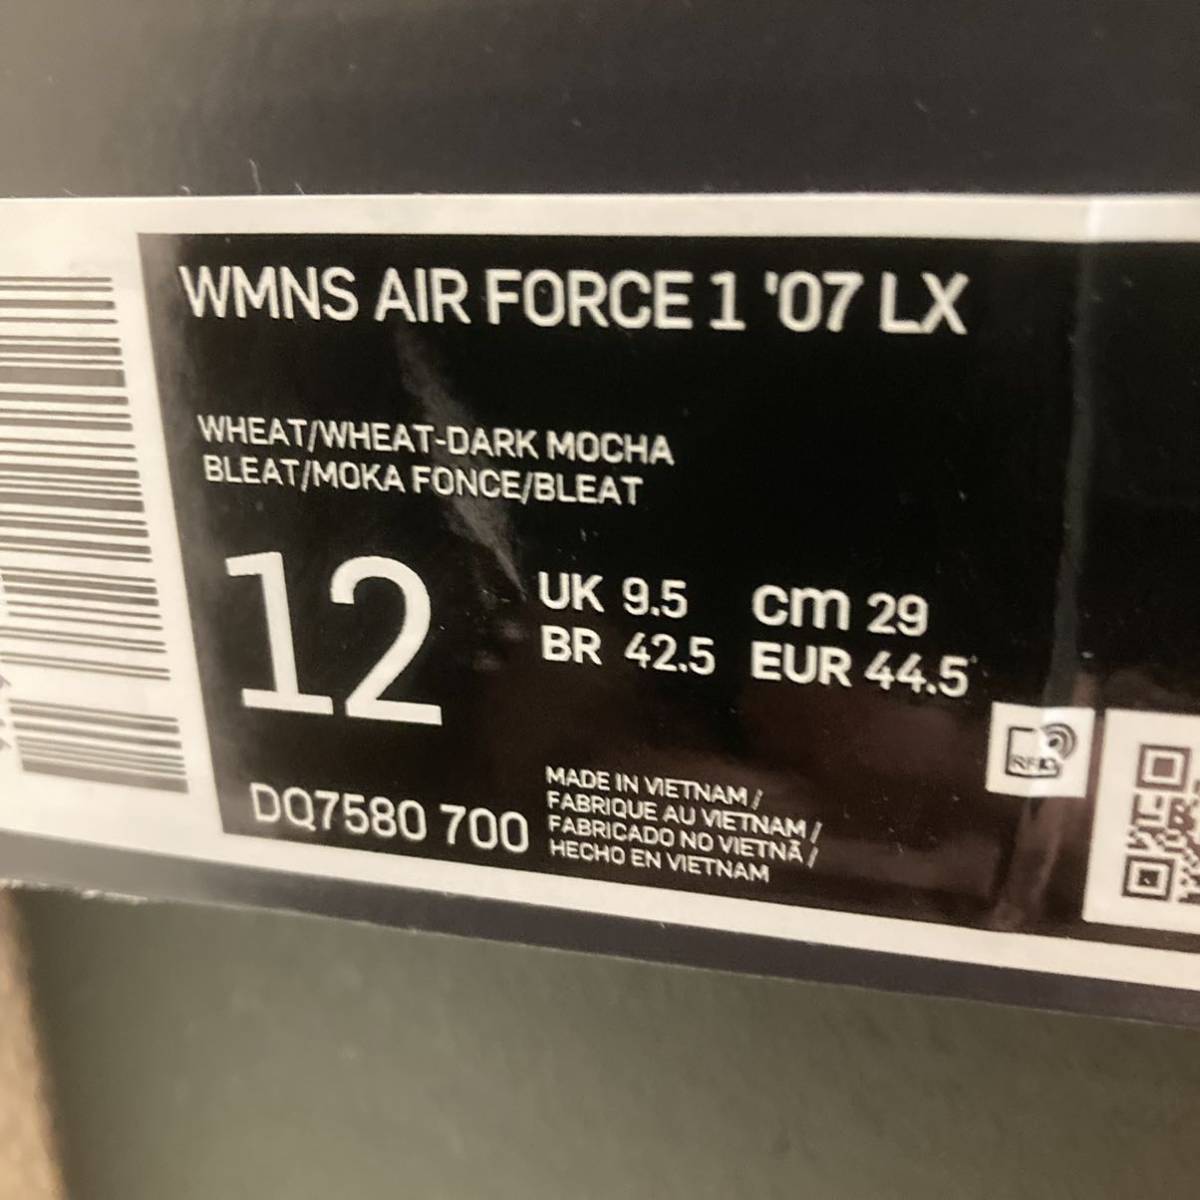 WMNS AIR FORCE 1 '07 LX
WHEAT/WHEAT-DARK MOCHA
BLEAT/MOKA FONCE/BLEAT
12
UK 9.5 cm 29
BR 42.5 EUR 44.5
DQ7580 700
MADE IN VIETNAM /
FABRIQUE AU VIETNAM /
FABRICADO NO VIETNÃ /
HECHO EN VIETNAM
RFID